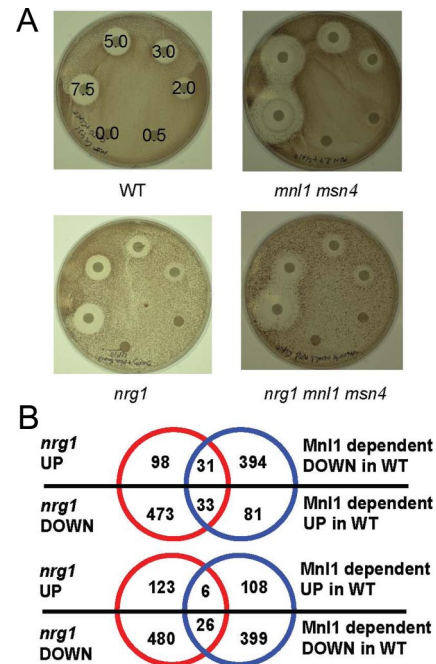 A
5.0
3.0
7.5
2.0
0.0
0.5
WT
mnl1 msn4
nrg1
nrg1 mnl1 msn4
B
nrg1
UP
98
31
394
Mnl1 dependent
DOWN in WT
nrg1
DOWN
473
33
81
Mnl1 dependent
UP in WT
nrg1
UP
123
6
108
Mnl1 dependent
UP in WT
nrg1
DOWN
480
26
399
Mnl1 dependent
DOWN in WT